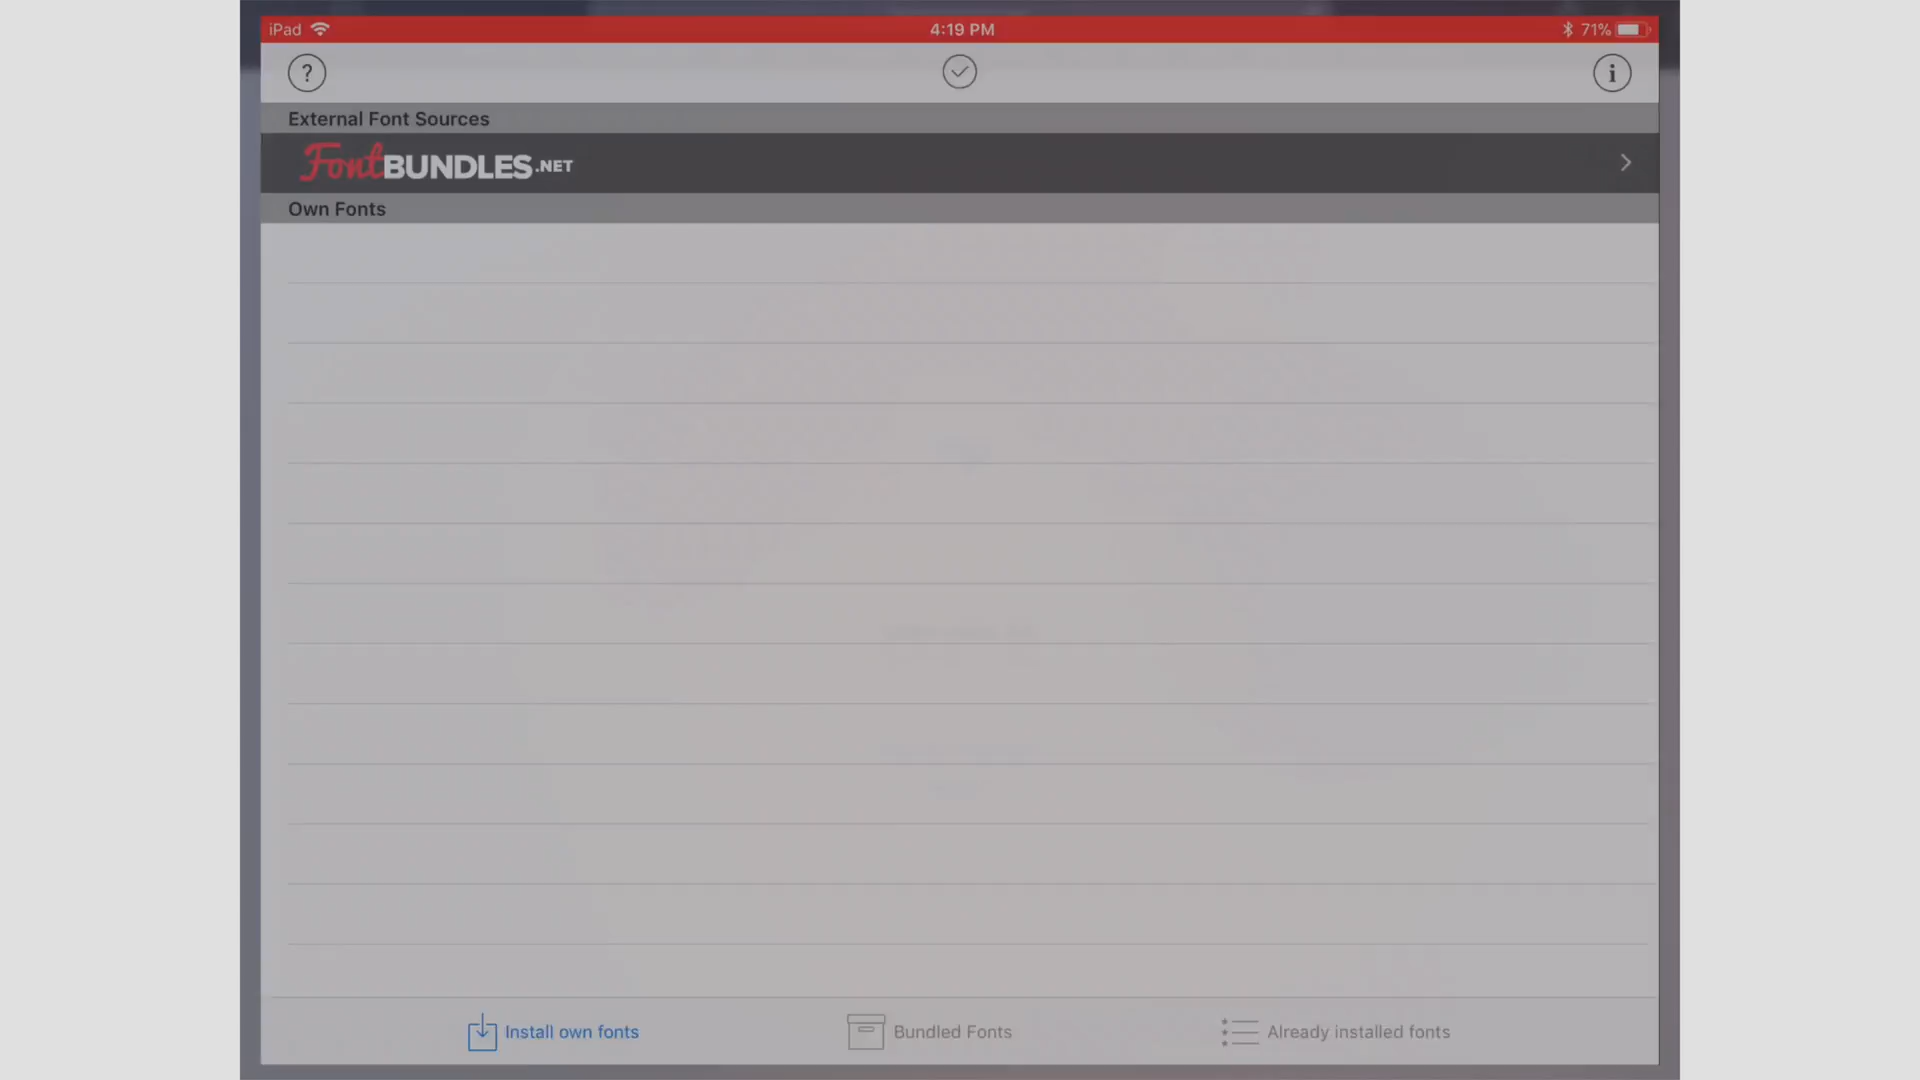 iPad 4:19 PM 71%
?
i
External Font Sources
FontBUNDLES.NET
Own Fonts
Install own fonts Bundled Fonts Already installed fonts